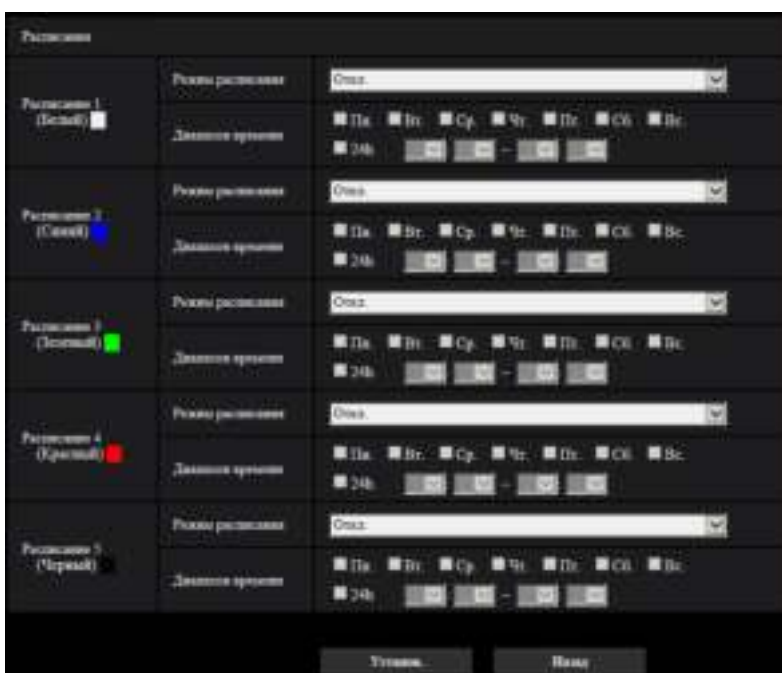 Расписания
Расписание 1
(Белый)
Режим расписания
Откл.
Диапазон времени
Пн. Вт. Ср. Чт. Пт. Сб. Вс.
24h –
Расписание 2
(Синий)
Режим расписания
Откл.
Диапазон времени
Пн. Вт. Ср. Чт. Пт. Сб. Вс.
24h –
Расписание 3
(Зеленый)
Режим расписания
Откл.
Диапазон времени
Пн. Вт. Ср. Чт. Пт. Сб. Вс.
24h –
Расписание 4
(Красный)
Режим расписания
Откл.
Диапазон времени
Пн. Вт. Ср. Чт. Пт. Сб. Вс.
24h –
Расписание 5
(Черный)
Режим расписания
Откл.
Диапазон времени
Пн. Вт. Ср. Чт. Пт. Сб. Вс.
24h –
Установ. Назад